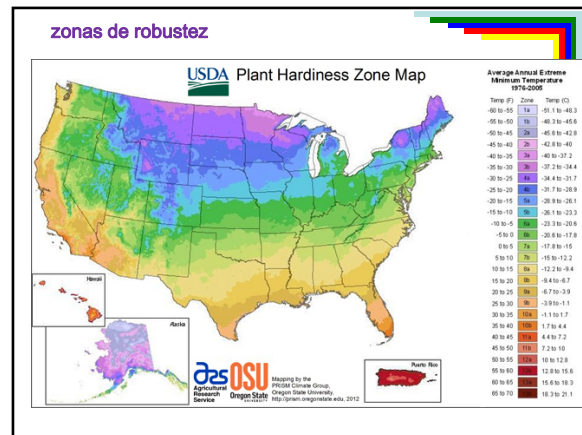 zonas de robustez
USDA Plant Hardiness Zone Map
Average Annual Extreme
Minimum Temperature
1976-2005
Temp (F) Zone Temp (C)
-60 to -55 1a -51.1 to -48.3
-55 to -50 1b -48.3 to -45.6
-50 to -45 2a -45.6 to -42.8
-45 to -40 2b -42.8 to -40
-40 to -35 3a -40 to -37.2
-35 to -30 3b -37.2 to -34.4
-30 to -25 4a -34.4 to -31.7
-25 to -20 4b -31.7 to -28.9
-20 to -15 5a -28.9 to -26.1
-15 to -10 5b -26.1 to -23.3
-10 to -5 6a -23.3 to -20.6
-5 to 0 6b -20.6 to -17.8
0 to 5 7a -17.8 to -15
5 to 10 7b -15 to -12.2
10 to 15 8a -12.2 to -9.4
15 to 20 8b -9.4 to -6.7
20 to 25 9a -6.7 to -3.9
25 to 30 9b -3.9 to -1.1
30 to 35 10a -1.1 to 1.7
35 to 40 10b 1.7 to 4.4
40 to 45 11a 4.4 to 7.2
45 to 50 11b 7.2 to 10
50 to 55 12a 10 to 12.8
55 to 60 12.8 to 15.6
60 to 65 15.6 to 18.3
65 to 70 18.3 to 21.1
Hawaii
Alaska
Puerto Rico
ars
Agricultural
Research
Service
OSU
Oregon State
UNIVERSITY
Mapping by the
PRISM Climate Group,
Oregon State University,
http://prism.oregonstate.edu, 2012